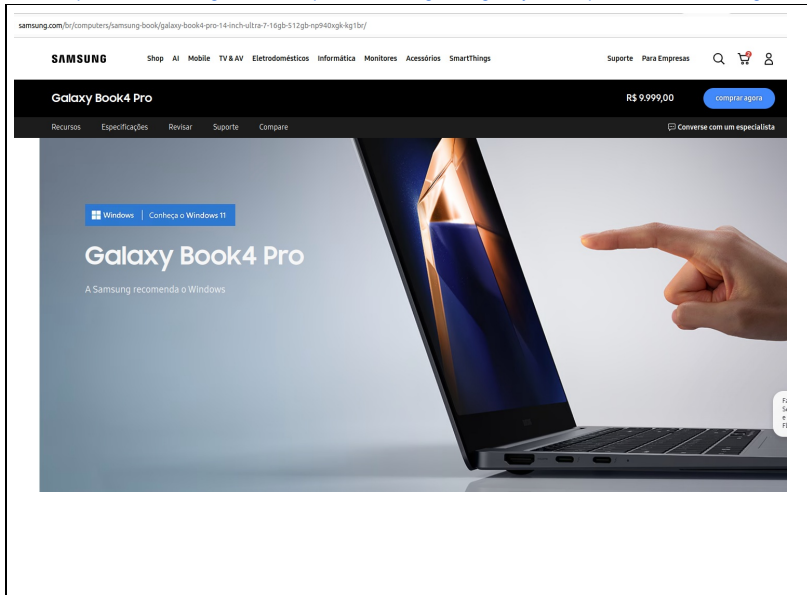 samsung.com/br/computers/samsung-book/galaxy-book4-pro-14-inch-ultra-7-16gb-512gb-np940xgk-kg1br/
SAMSUNG Shop AI Mobile TV & AV Eletrodomésticos Informática Monitores Acessórios SmartThings Suporte Para Empresas 2
Galaxy Book4 Pro R$ 9.999,00 comprar agora
Recursos Especificações Revisar Suporte Compare Converse com um especialista
Windows | Conheça o Windows 11
Galaxy Book4 Pro
A Samsung recomenda o Windows